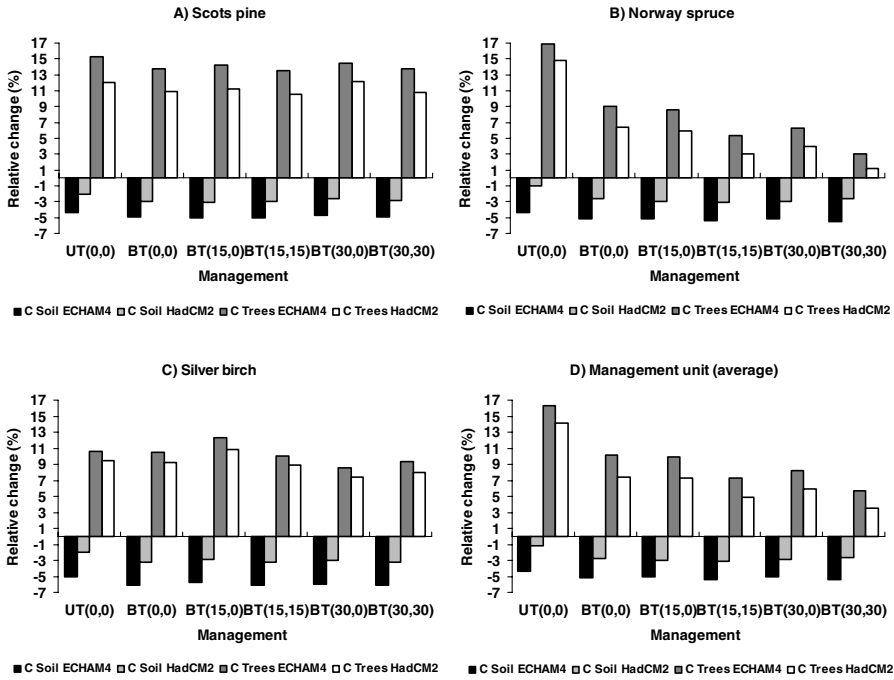 A) Scots pine
Relative change (%)
17
15
13
11
9
7
5
3
1
-1
-3
-5
-7
UT(0,0) BT(0,0) BT(15,0) BT(15,15) BT(30,0) BT(30,30)
Management
C Soil ECHAM4 C Soil HadCM2 C Trees ECHAM4 C Trees HadCM2
B) Norway spruce
Relative change (%)
17
15
13
11
9
7
5
3
1
-1
-3
-5
-7
UT(0,0) BT(0,0) BT(15,0) BT(15,15) BT(30,0) BT(30,30)
Management
C Soil ECHAM4 C Soil HadCM2 C Trees ECHAM4 C Trees HadCM2
C) Silver birch
Relative change (%)
17
15
13
11
9
7
5
3
1
-1
-3
-5
-7
UT(0,0) BT(0,0) BT(15,0) BT(15,15) BT(30,0) BT(30,30)
Management
C Soil ECHAM4 C Soil HadCM2 C Trees ECHAM4 C Trees HadCM2
D) Management unit (average)
Relative change (%)
17
15
13
11
9
7
5
3
1
-1
-3
-5
-7
UT(0,0) BT(0,0) BT(15,0) BT(15,15) BT(30,0) BT(30,30)
Management
C Soil ECHAM4 C Soil HadCM2 C Trees ECHAM4 C Trees HadCM2